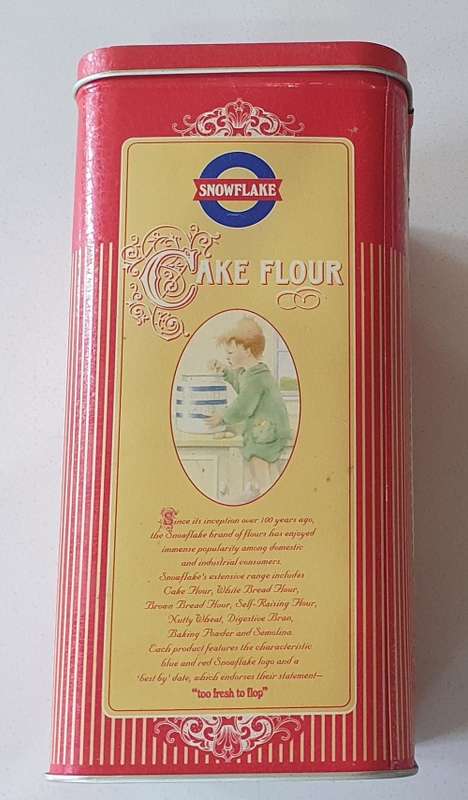 SNOWFLAKE
CAKE FLOUR
Since its inception over 100 years ago,
the Snowflake brand of flours has enjoyed
immense popularity among domestic
and industrial consumers.
Snowflake's extensive range includes
Cake Flour, White Bread Flour,
Brown Bread Flour, Self-Raising Flour,
Nutty Wheat, Digestive Bran,
Baking Powder and Semolina.
Each product features the characteristic
blue and red Snowflake logo and a
'best by' date, which endorses their statement–
"too fresh to flop"